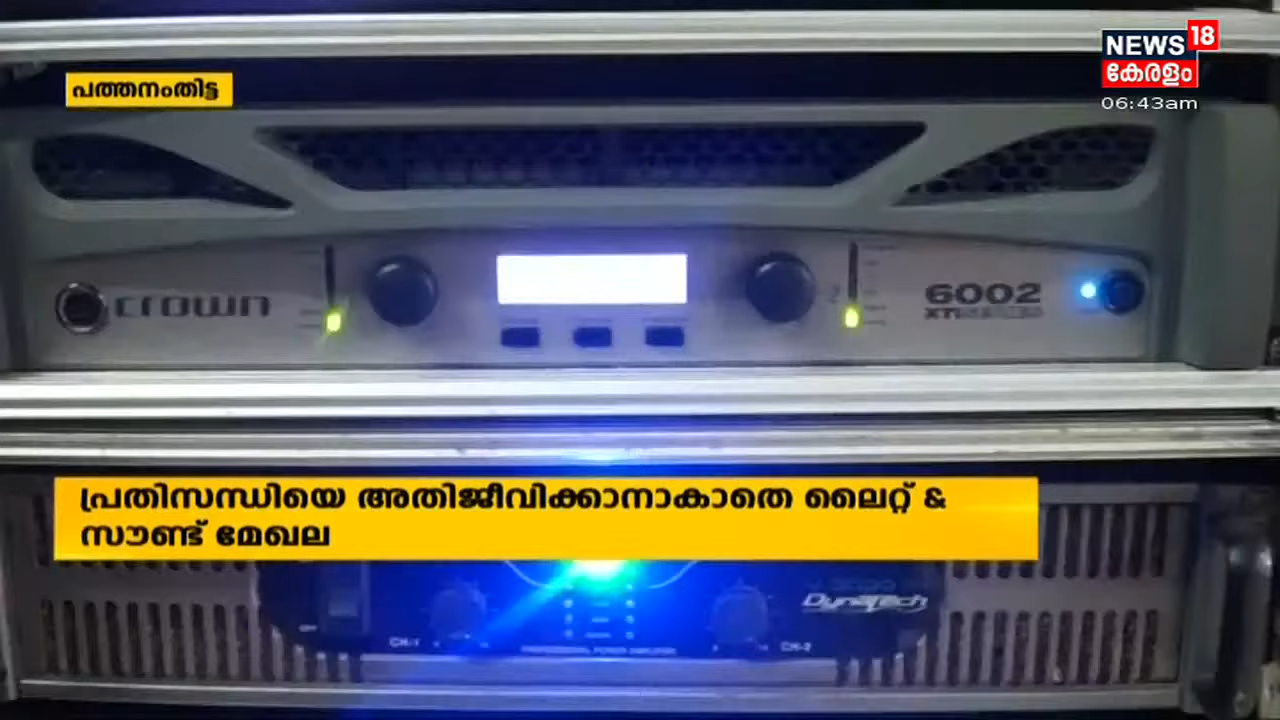 NEWS 18
കേരളം
06:43am
പത്തനംതിട്ട
crown
6002
XTi
പ്രതിസന്ധിയെ അതിജീവിക്കാനാകാതെ ലൈറ്റ് &
സൗണ്ട് മേഖല
DynaTech
CH-1
CH-2
PROFESSIONAL POWER AMPLIFIER